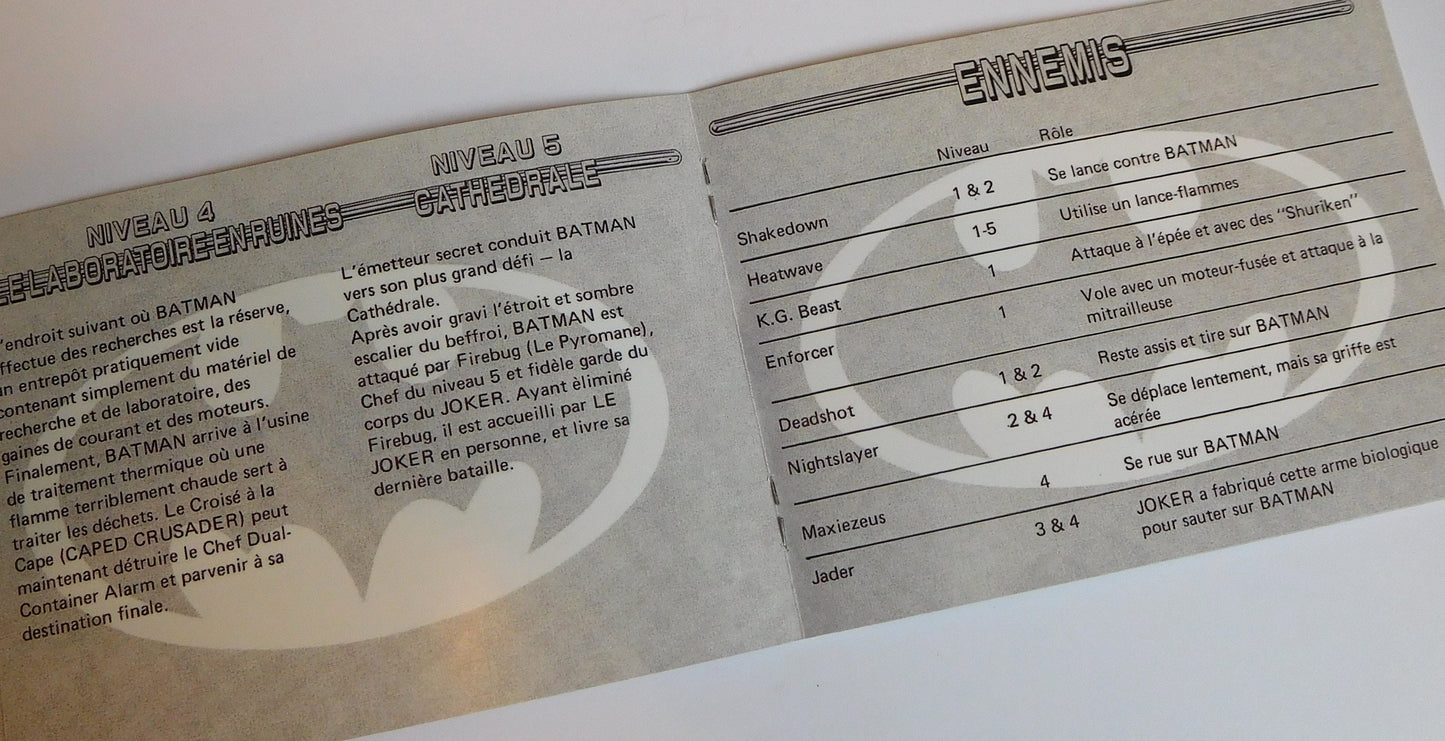 NIVEAU 4
LE LABORATOIRE EN RUINES
L'endroit suivant où BATMAN
effectue des recherches est la réserve,
un entrepôt pratiquement vide
contenant simplement du matériel de
recherche et de laboratoire, des
gaines de courant et des moteurs.
Finalement, BATMAN arrive à l'usine
de traitement thermique où une
flamme terriblement chaude sert à
traiter les déchets. Le Croisé à la
Cape (CAPED CRUSADER) peut
maintenant détruire le Chef Dual-
Container Alarm et parvenir à sa
destination finale.
NIVEAU 5
CATHEDRALE
L'émetteur secret conduit BATMAN
vers son plus grand défi – la
Cathédrale.
Après avoir gravi l'étroit et sombre
escalier du beffroi, BATMAN est
attaqué par Firebug (Le Pyromane),
Chef du niveau 5 et fidèle garde du
corps du JOKER. Ayant èliminé
Firebug, il est accueilli par LE
JOKER en personne, et livre sa
dernière bataille.
ENNEMIS
Niveau Rôle
Shakedown 1 & 2 Se lance contre BATMAN
Heatwave 1-5 Utilise un lance-flammes
K.G. Beast 1 Attaque à l'épée et avec des "Shuriken"
Enforcer 1 Vole avec un moteur-fusée et attaque à la
mitrailleuse
Deadshot 1 & 2 Reste assis et tire sur BATMAN
Nightslayer 2 & 4 Se déplace lentement, mais sa griffe est
acérée
Maxiezeus 4 Se rue sur BATMAN
Jader 3 & 4 JOKER a fabriqué cette arme biologique
pour sauter sur BATMAN